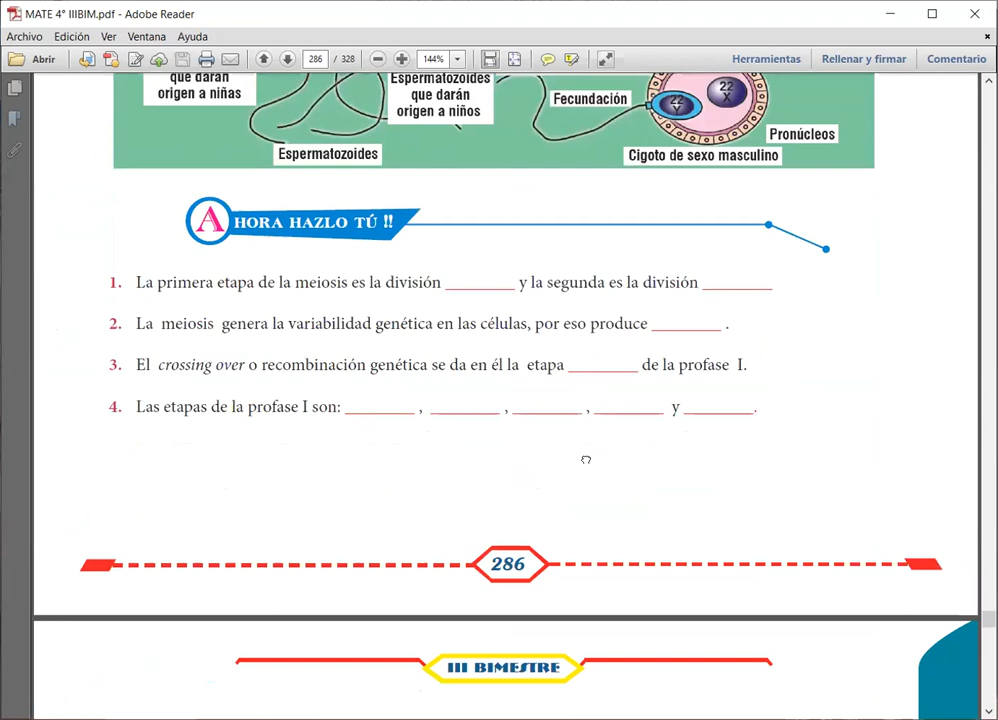 MATE 4° IIIBIM.pdf - Adobe Reader
Archivo Edición Ver Ventana Ayuda
Abrir 286 / 328 144% Herramientas Rellenar y firmar Comentario
que darán
origen a niñas
Espermatozoides
que darán
origen a niños
Espermatozoides
Fecundación
22
X
22
Pronúcleos
Cigoto de sexo masculino
AHORA HAZLO TÚ !!
1. La primera etapa de la meiosis es la división ________ y la segunda es la división ________
2. La meiosis genera la variabilidad genética en las células, por eso produce ________ .
3. El crossing over o recombinación genética se da en él la etapa ________ de la profase I.
4. Las etapas de la profase I son: ________ , ________ , ________ , ________ y ________.
286
III BIMESTRE